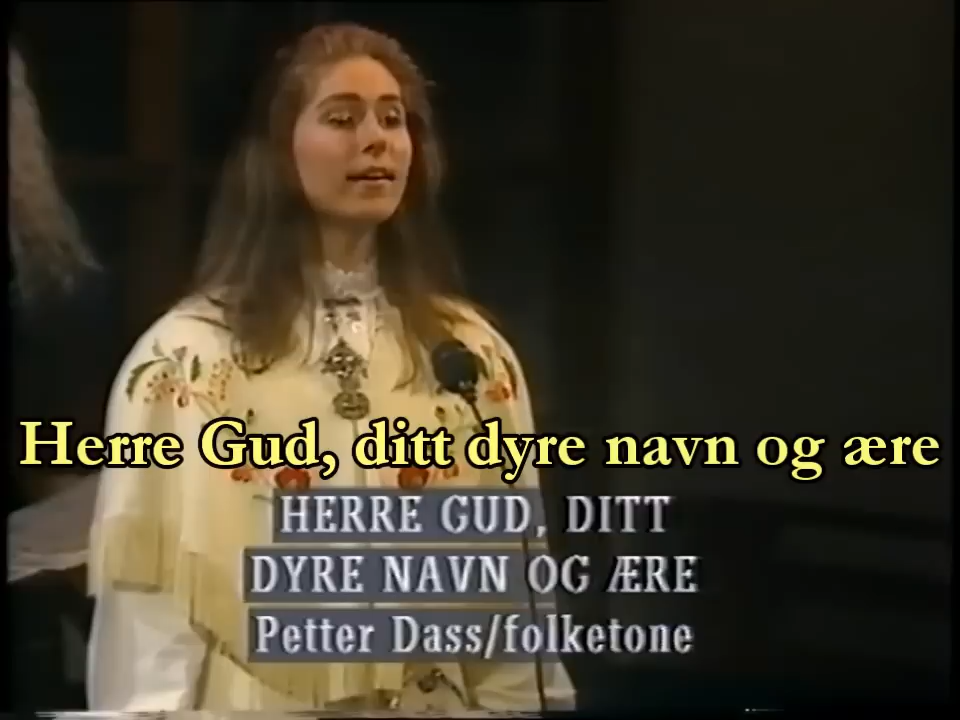 Herre Gud, ditt dyre navn og ære
HERRE GUD, DITT
DYRE NAVN OG ÆRE
Petter Dass/folketone